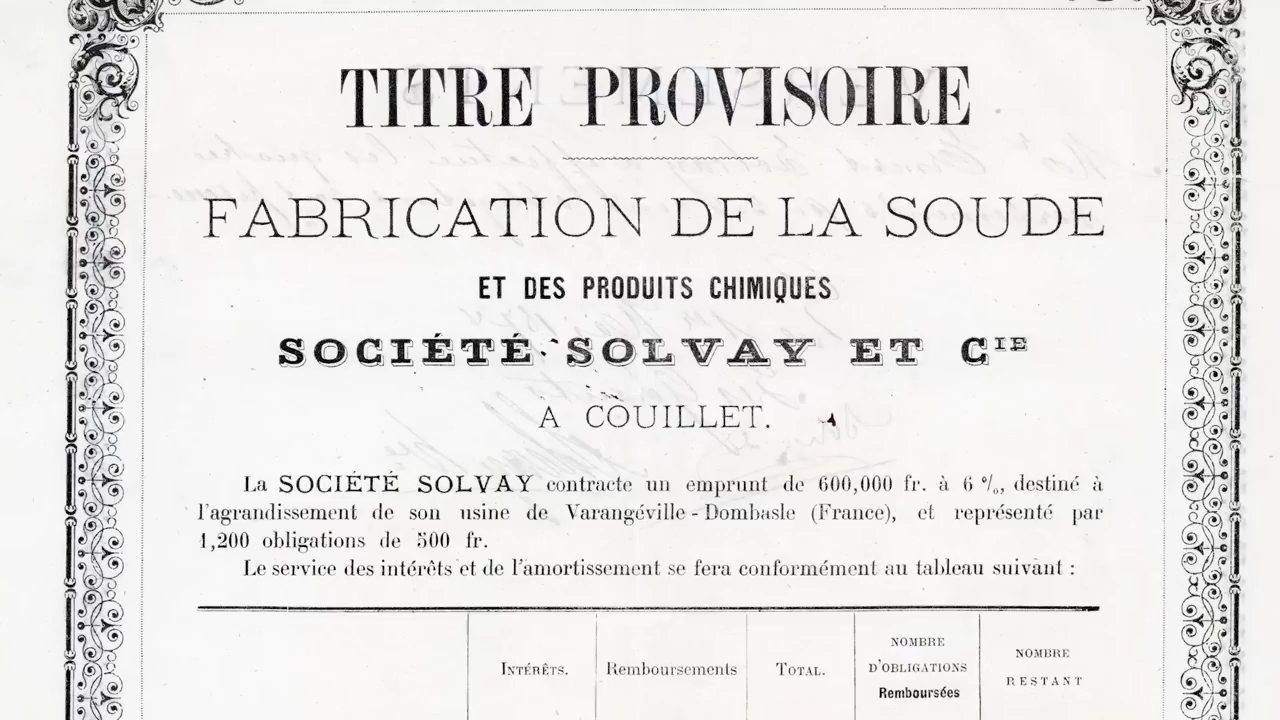 TITRE PROVISOIRE
FABRICATION DE LA SOUDE
ET DES PRODUITS CHIMIQUES
SOCIÉTÉ SOLVAY ET CIE
A COUILLET.
La SOCIÉTÉ SOLVAY contracte un emprunt de 600,000 fr. à 6 %, destiné à
l'agrandissement de son usine de Varangéville - Dombasle (France), et représenté par
1,200 obligations de 500 fr.
Le service des intérêts et de l'amortissement se fera conformément au tableau suivant :
INTÉRÊTS.
Remboursements
TOTAL.
NOMBRE
D'OBLIGATIONS
Remboursées
NOMBRE
RESTANT